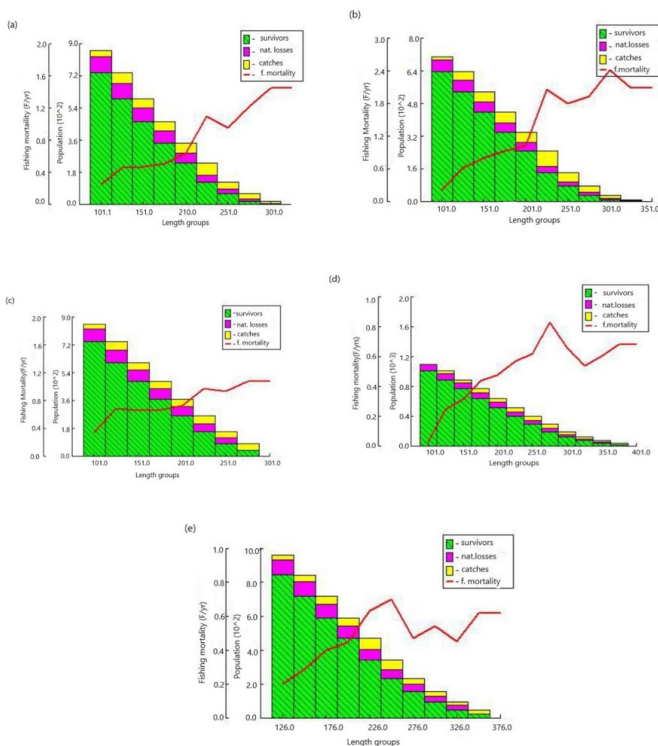 (a)
- survivors
- nat.losses
- catches
- f. mortality
Fishing mortality (F/yr)
2.0
1.6
1.2
0.8
0.4
0.0
Population (10^2)
9.0
7.2
5.4
3.6
1.8
0.0
101.1 151.0 210.0 251.0 301.0
Length groups
(b)
- survivors
- nat.losses
- catches
- f.mortality
Fishing Mortality (F/yr)
3.0
2.4
1.8
1.2
0.6
0.0
Population (10^2)
8.0
6.4
4.8
3.2
1.6
0.0
101.0 151.0 201.0 251.0 301.0 351.0
Length groups
(c)
-survivors
- nat. losses
- catches
- f. mortality
Fishing Mortality(F/yr)
2.0
1.6
1.2
0.8
0.4
0.0
Population (10^2)
9.0
7.2
5.4
3.6
1.8
0.0
101.0 151.0 201.0 251.0 301.0
Length groups
(d)
- survivors
- nat.losses
- catches
- f.mortality
Fishing mortality(F/yrs)
1.0
0.8
0.6
0.4
0.2
0.0
Population (10^3)
2.0
1.6
1.2
0.8
0.4
0.0
101.0 151.0 201.0 251.0 301.0 351.0 401.0
Length groups
(e)
- survivors
- nat.losses
- catches
- f. mortality
Fishing mortality (F/yr)
1.0
0.8
0.6
0.4
0.2
0.0
Population (10^2)
10.0
8.0
6.0
4.0
2.0
0.0
126.0 176.0 226.0 276.0 326.0 376.0
Length groups